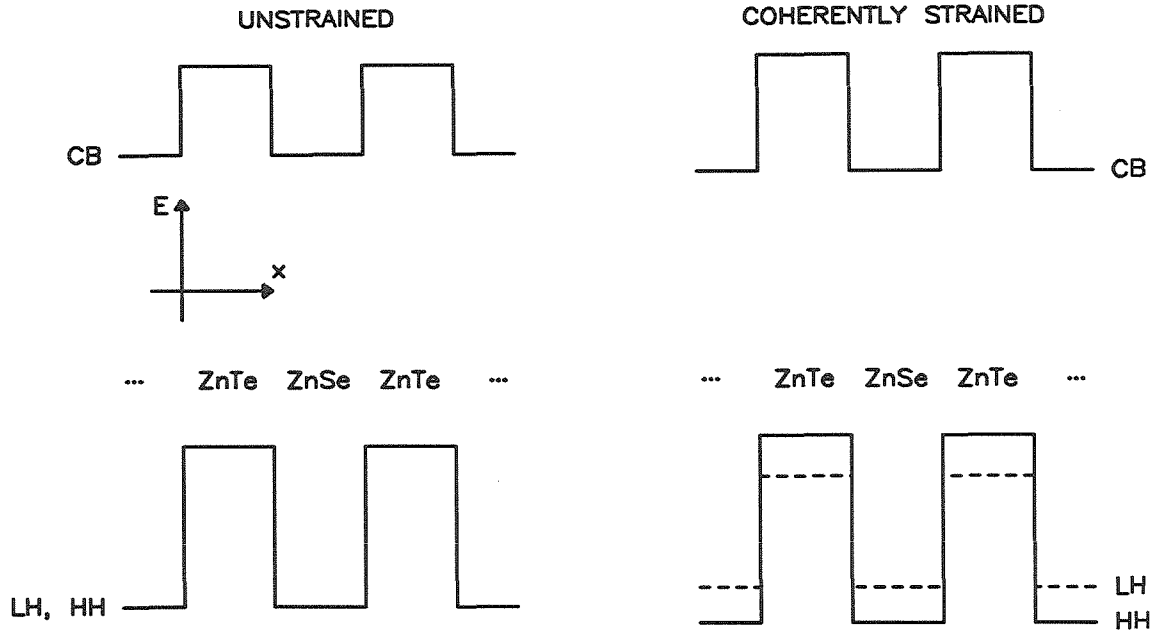 UNSTRAINED
COHERENTLY STRAINED
CB
CB
E
x
... ZnTe ZnSe ZnTe ...
... ZnTe ZnSe ZnTe ...
LH, HH
LH
HH